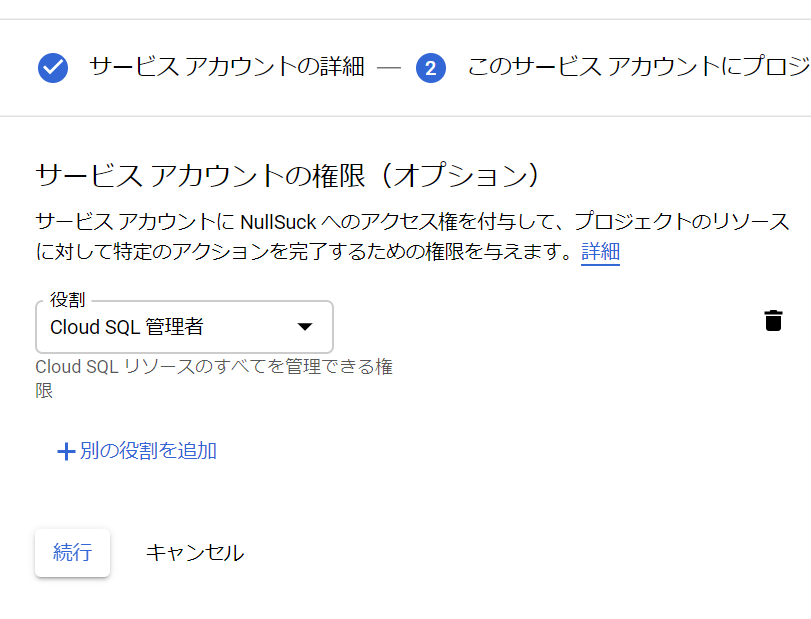 サービス アカウントの詳細 — 2 このサービス アカウントにプロジ
サービス アカウントの権限（オプション）
サービス アカウントに NullSuck へのアクセス権を付与して、プロジェクトのリソース
に対して特定のアクションを完了するための権限を与えます。詳細
役割
Cloud SQL 管理者
Cloud SQL リソースのすべてを管理できる権
限
+ 別の役割を追加
続行 キャンセル